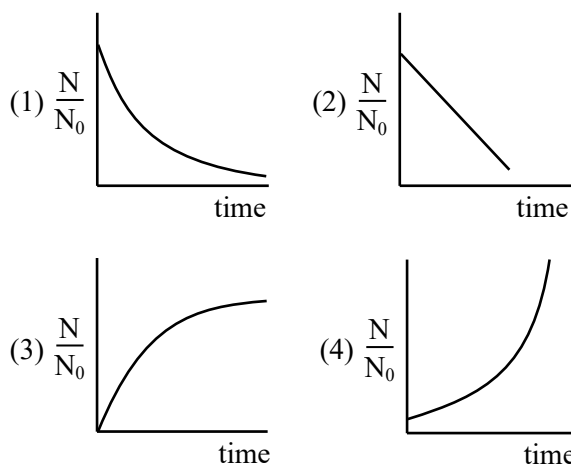 (1) N/N₀
time
(2) N/N₀
time
(3) N/N₀
time
(4) N/N₀
time